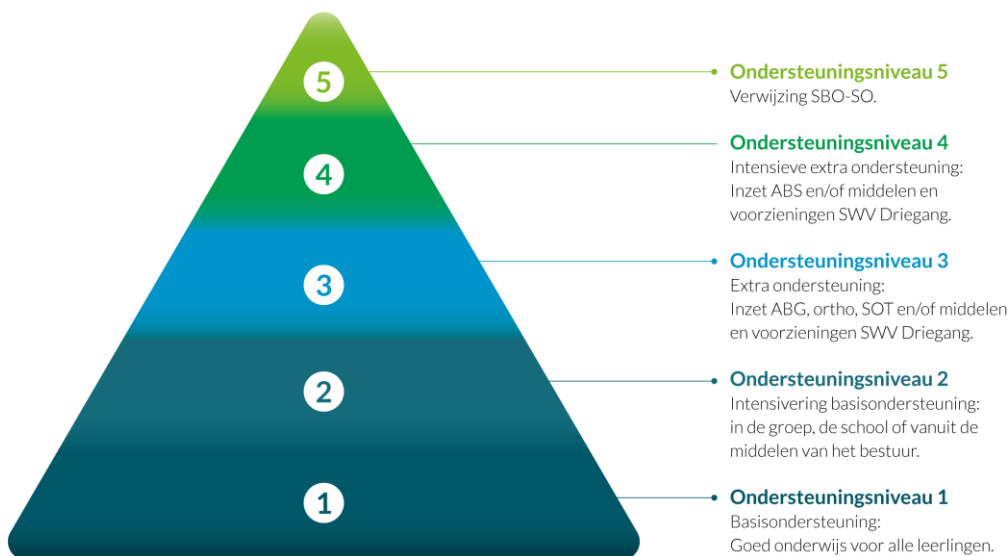 5
Ondersteuningsniveau 5
Verwijzing SBO-SO.
4
Ondersteuningsniveau 4
Intensieve extra ondersteuning:
Inzet ABS en/of middelen en
voorzieningen SWV Driegang.
3
Ondersteuningsniveau 3
Extra ondersteuning:
Inzet ABG, ortho, SOT en/of middelen
en voorzieningen SWV Driegang.
2
Ondersteuningsniveau 2
Intensivering basisondersteuning:
in de groep, de school of vanuit de
middelen van het bestuur.
1
Ondersteuningsniveau 1
Basisondersteuning:
Goed onderwijs voor alle leerlingen.